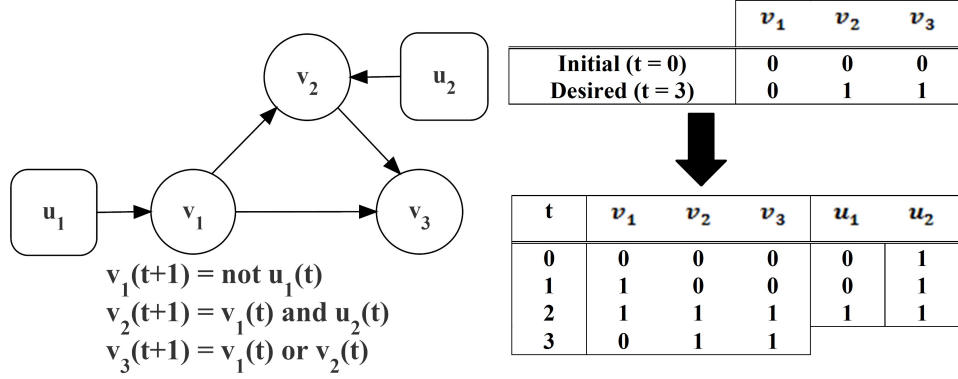 v₂
u₂
u₁
v₁
v₃
v₁(t+1) = not u₁(t)
v₂(t+1) = v₁(t) and u₂(t)
v₃(t+1) = v₁(t) or v₂(t)
v₁ v₂ v₃
Initial (t = 0) 0 0 0
Desired (t = 3) 0 1 1
t v₁ v₂ v₃ u₁ u₂
0 0 0 0 0 1
1 1 0 0 0 1
2 1 1 1 1 1
3 0 1 1